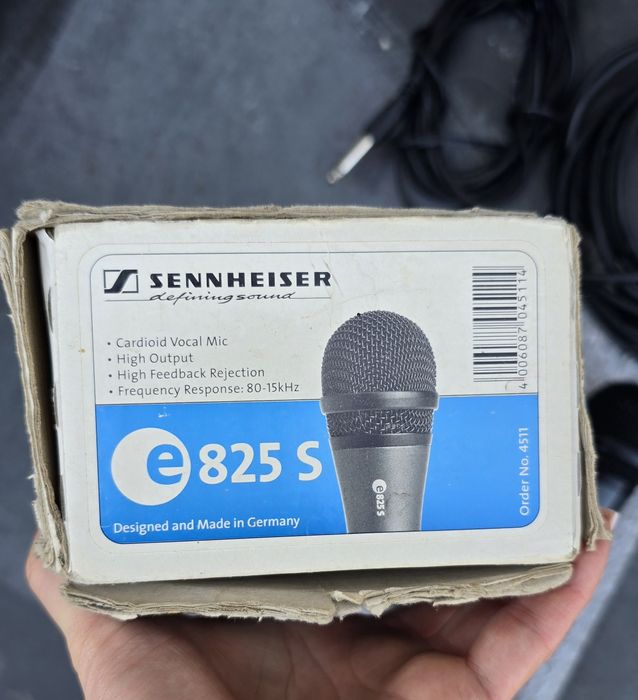 SENNHEISER
definingsound
• Cardioid Vocal Mic
• High Output
• High Feedback Rejection
• Frequency Response: 80-15kHz
e 825 S
Designed and Made in Germany
e 825 S
4 006087 045114
Order No. 4511